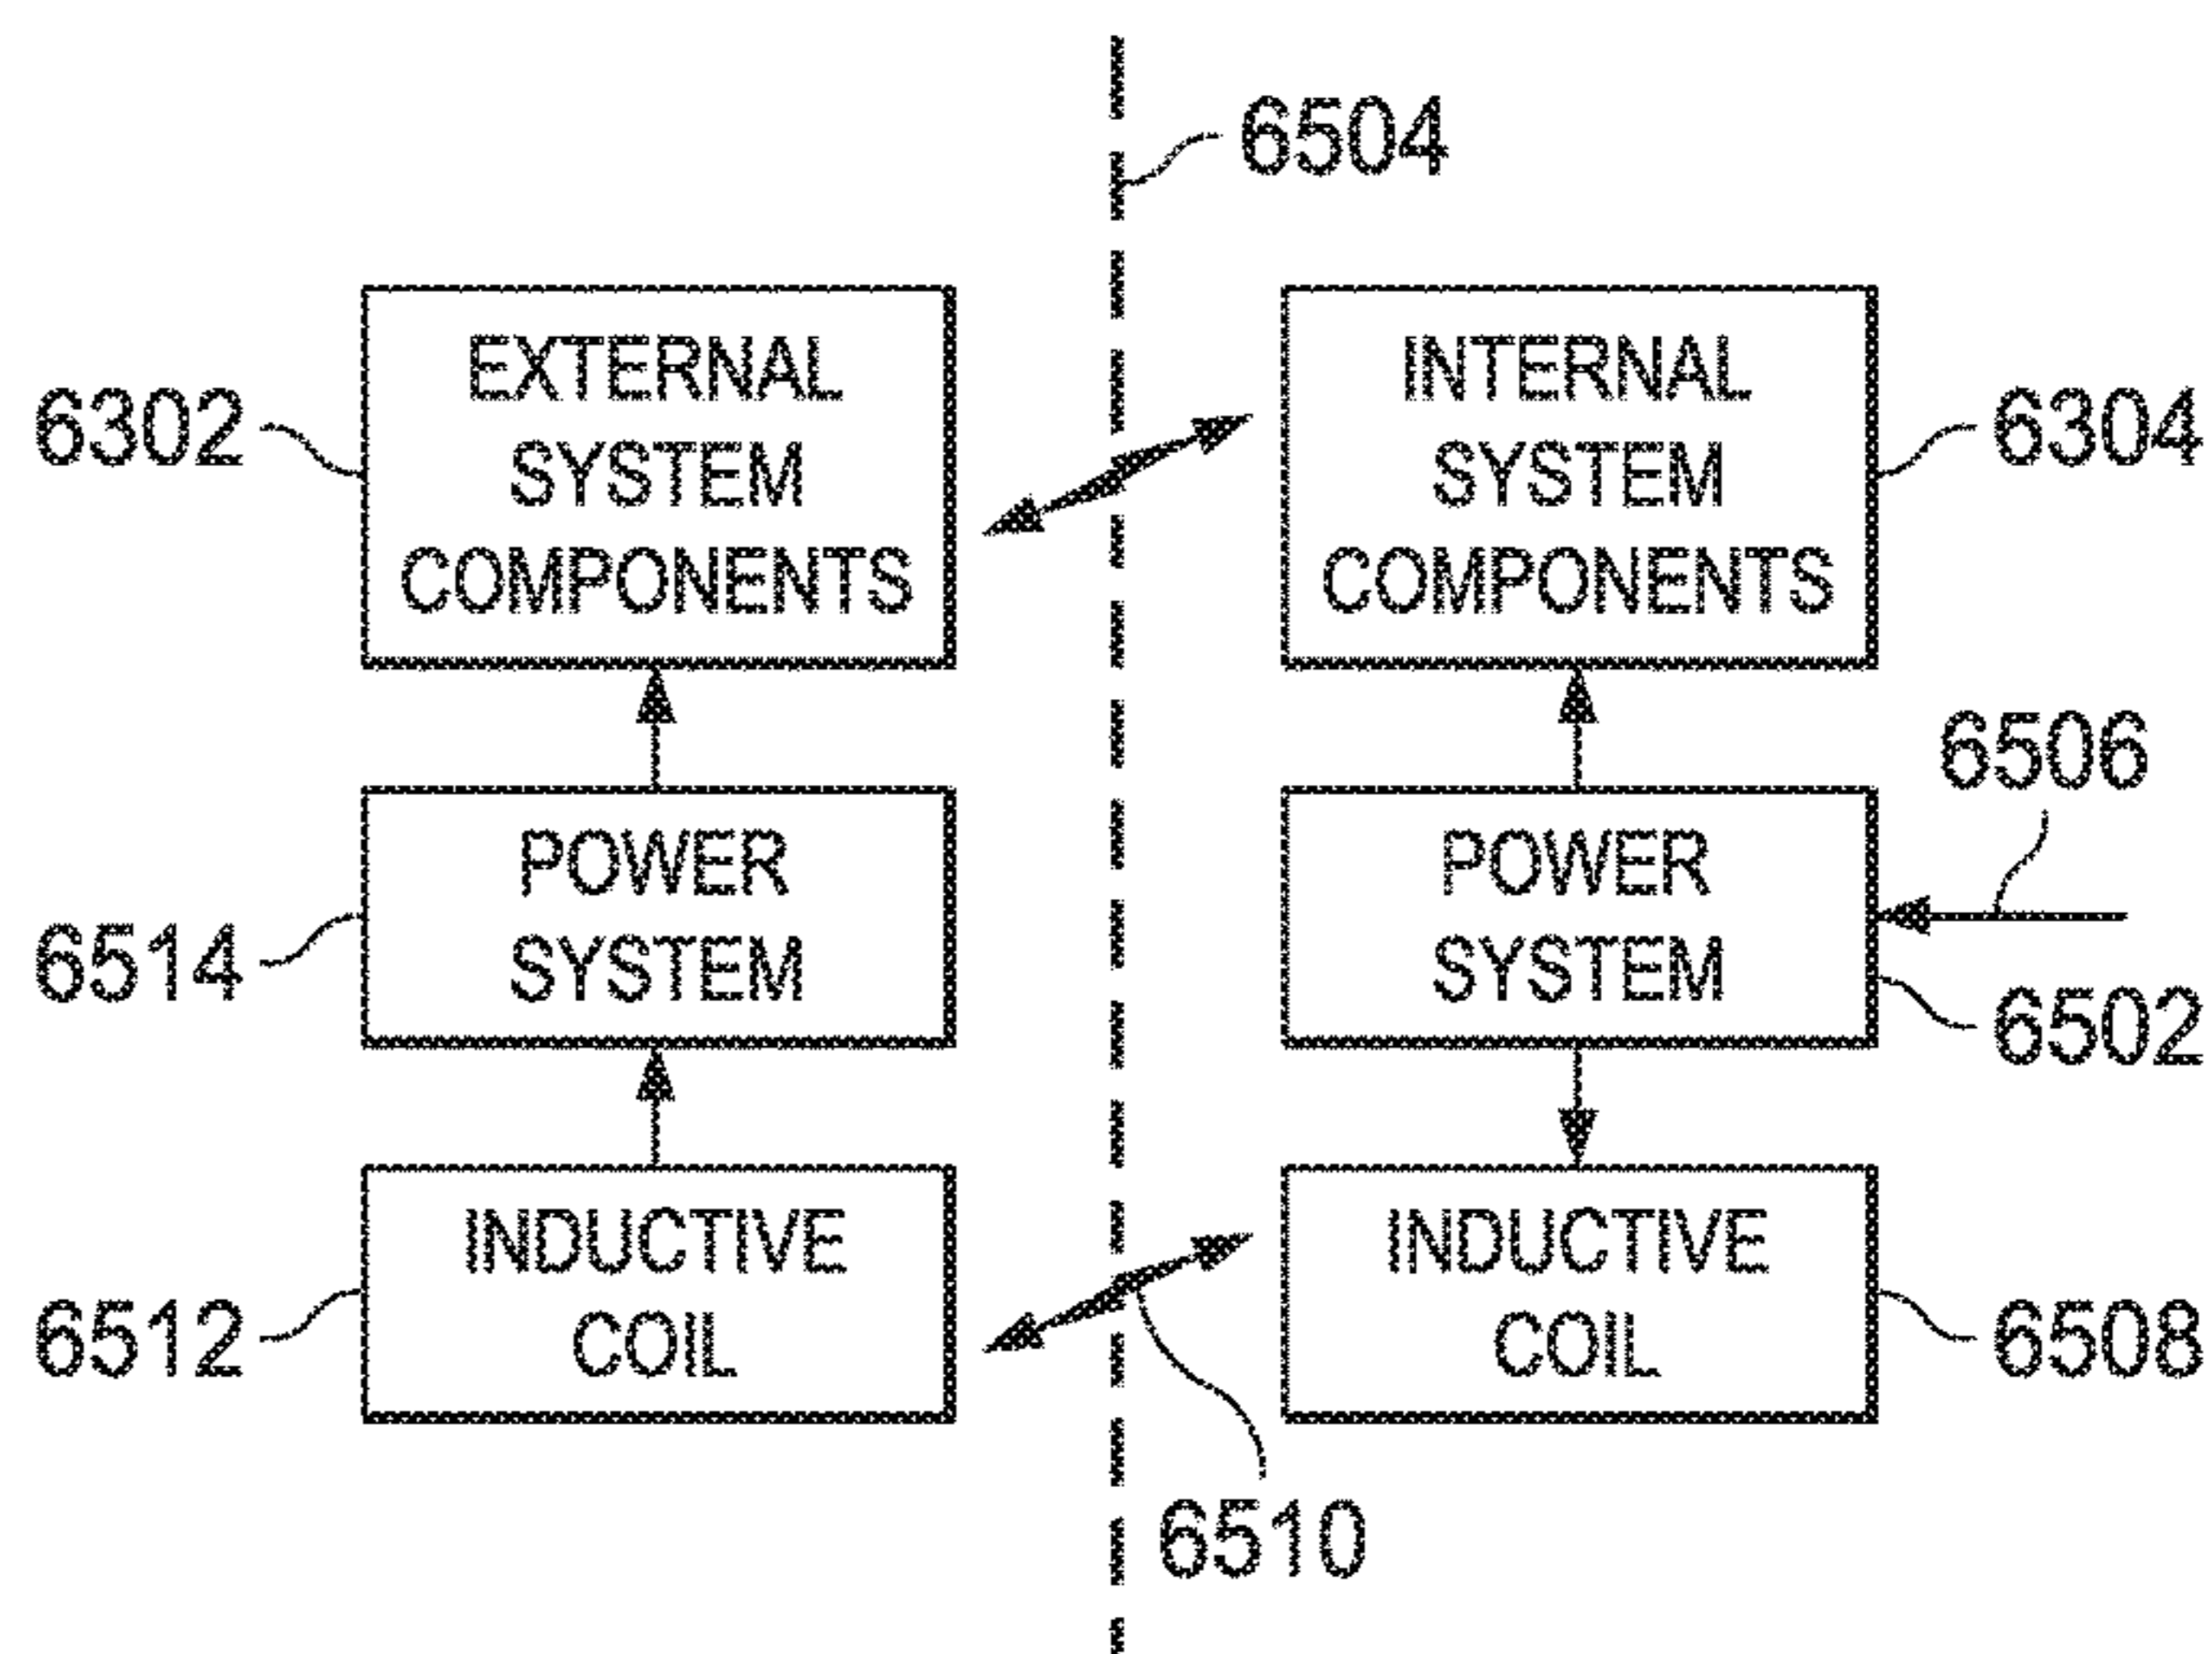 6504
EXTERNAL
SYSTEM
COMPONENTS
6302
INTERNAL
SYSTEM
COMPONENTS
6304
6506
POWER
SYSTEM
6514
POWER
SYSTEM
6502
INDUCTIVE
COIL
6512
INDUCTIVE
COIL
6508
6510